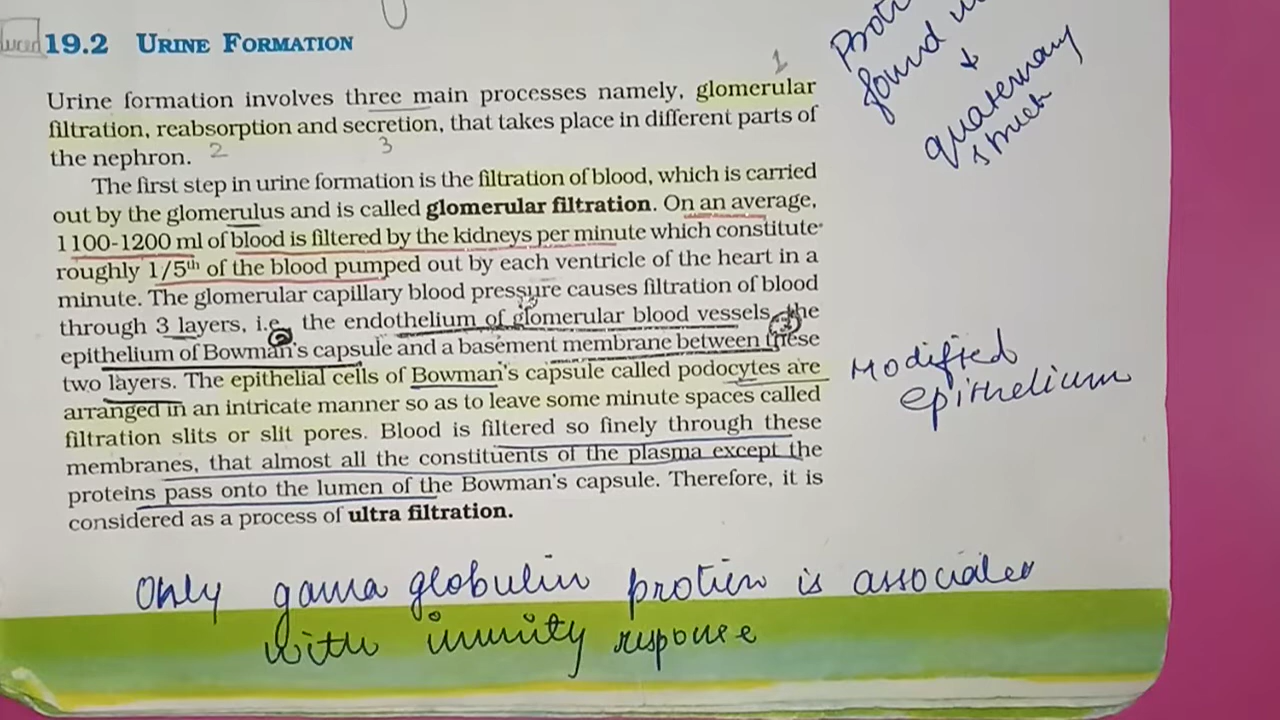 19.2 URINE FORMATION
1
Urine formation involves three main processes namely, glomerular
filtration, reabsorption and secretion, that takes place in different parts of
the nephron.
2
3
The first step in urine formation is the filtration of blood, which is carried
out by the glomerulus and is called glomerular filtration. On an average,
1100-1200 ml of blood is filtered by the kidneys per minute which constitute
roughly 1/5th of the blood pumped out by each ventricle of the heart in a
minute. The glomerular capillary blood pressure causes filtration of blood
through 3 layers, i.e., the endothelium of glomerular blood vessels, the
epithelium of Bowman's capsule and a basement membrane between these
two layers. The epithelial cells of Bowman's capsule called podocytes are
arranged in an intricate manner so as to leave some minute spaces called
filtration slits or slit pores. Blood is filtered so finely through these
membranes, that almost all the constituents of the plasma except the
proteins pass onto the lumen of the Bowman's capsule. Therefore, it is
considered as a process of ultra filtration.
found
quaternary
Modified
epithelium
Only gama globulin protien is associated
with immunity response